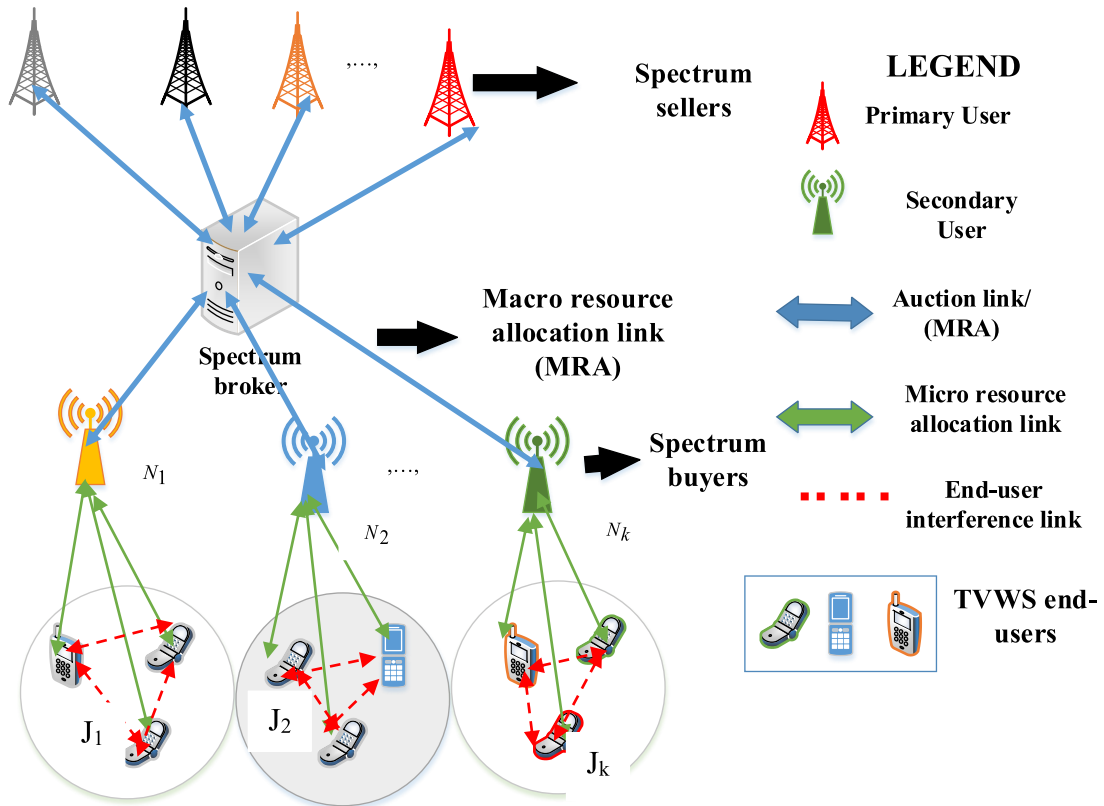 ,...,
Spectrum
sellers
LEGEND
Primary User
Secondary
User
Spectrum
broker
Macro resource
allocation link
(MRA)
Auction link/
(MRA)
N1
,...,
N2
Nk
Spectrum
buyers
Micro resource
allocation link
End-user
interference link
J1
J2
Jk
TVWS end-
users